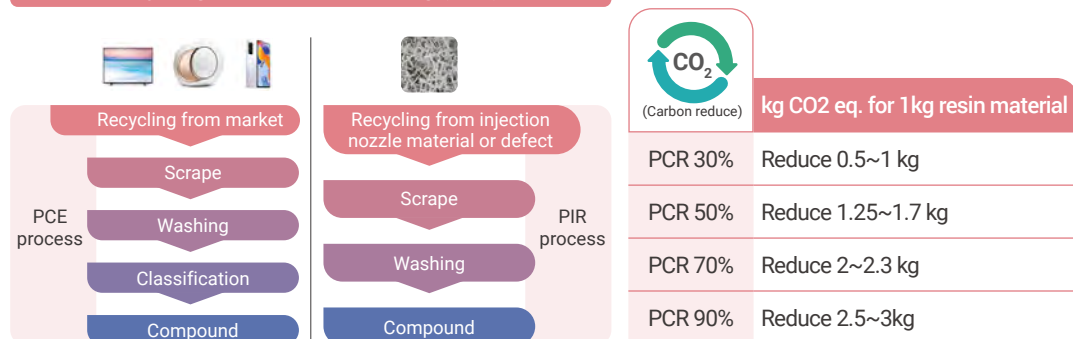 PCE
process
Recycling from market
Scrape
Washing
Classification
Compound
Recycling from injection
nozzle material or defect
Scrape
Washing
Compound
PIR
process
CO2
(Carbon reduce)
kg CO2 eq. for 1kg resin material
PCR 30% Reduce 0.5~1 kg
PCR 50% Reduce 1.25~1.7 kg
PCR 70% Reduce 2~2.3 kg
PCR 90% Reduce 2.5~3kg